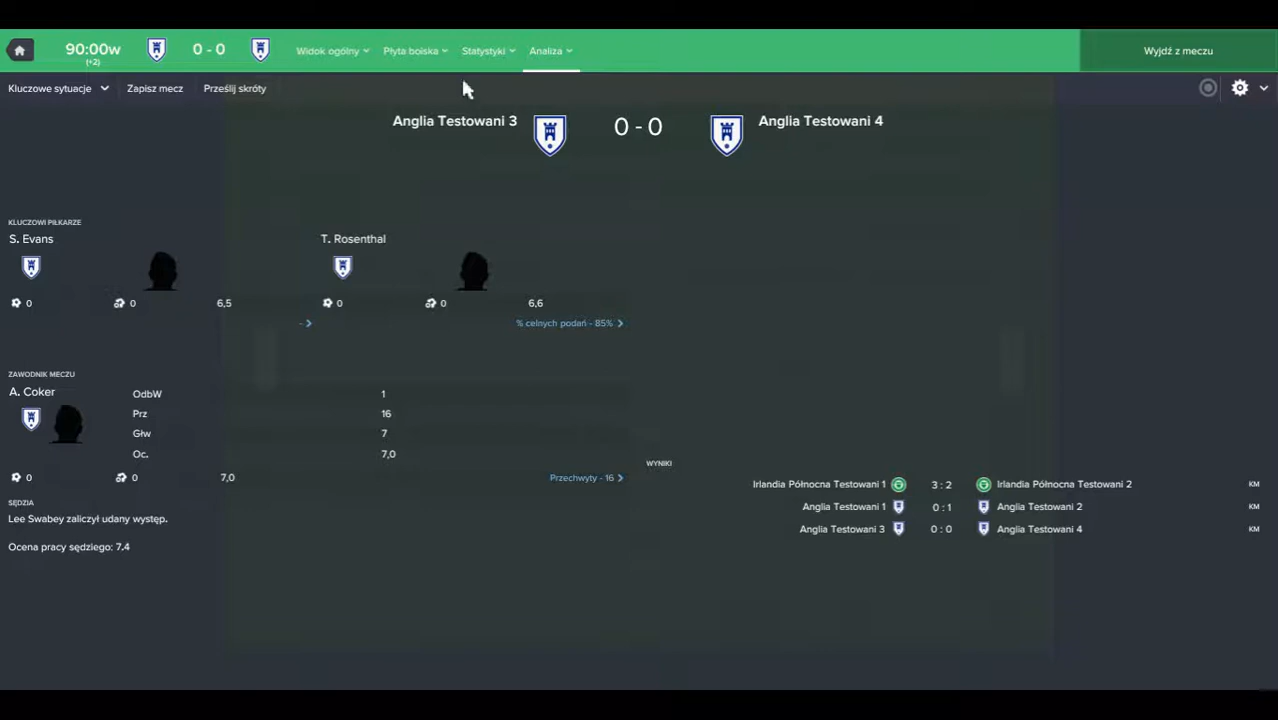 90:00w
(+2)
0 - 0
Widok ogólny
Płyta boiska
Statystyki
Analiza
Wyjdź z meczu
Kluczowe sytuacje
Zapisz mecz
Prześlij skróty
Anglia Testowani 3
0 - 0
Anglia Testowani 4
KLUCZOWI PIŁKARZE
S. Evans
0
0
6,5
-
T. Rosenthal
0
0
6,6
% celnych podań - 85%
ZAWODNIK MECZU
A. Coker
OdbW 1
Prz 16
Głw 7
Oc. 7,0
0
0
7,0
Przechwyty - 16
SĘDZIA
Lee Swabey zaliczył udany występ.
Ocena pracy sędziego: 7.4
WYNIKI
Irlandia Północna Testowani 1 3 : 2 Irlandia Północna Testowani 2 KM
Anglia Testowani 1 0 : 1 Anglia Testowani 2 KM
Anglia Testowani 3 0 : 0 Anglia Testowani 4 KM